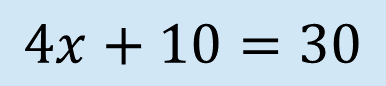 4x + 10 = 30